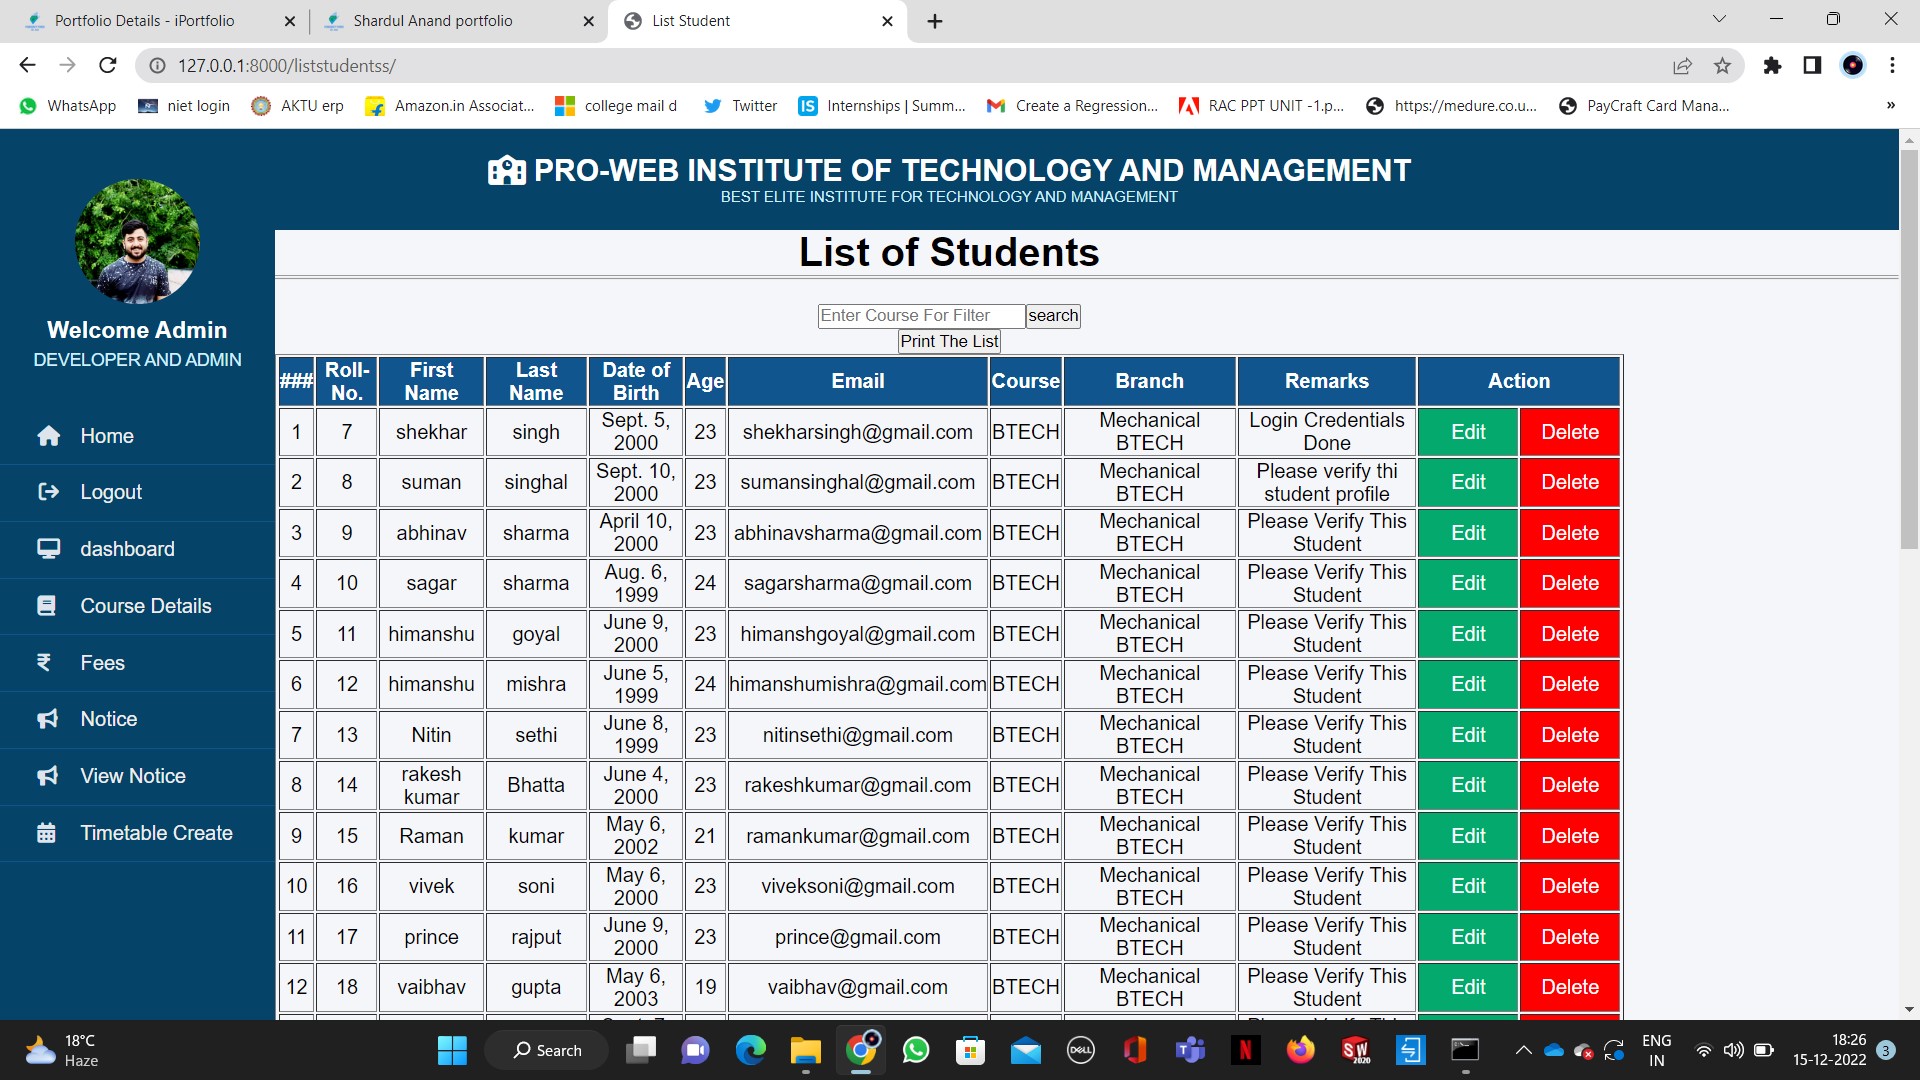 Portfolio Details - iPortfolio
Shardul Anand portfolio
List Student
127.0.0.1:8000/liststudentss/
WhatsApp
niet login
AKTU erp
Amazon.in Associat...
college mail d
Twitter
IS
Internships | Summ...
Create a Regression...
RAC PPT UNIT -1.p...
https://medure.co.u...
PayCraft Card Mana...
»
PRO-WEB INSTITUTE OF TECHNOLOGY AND MANAGEMENT
BEST ELITE INSTITUTE FOR TECHNOLOGY AND MANAGEMENT
Welcome Admin
DEVELOPER AND ADMIN
Home
Logout
dashboard
Course Details
₹ Fees
Notice
View Notice
Timetable Create
List of Students
Enter Course For Filter search
Print The List
### Roll-No. First Name Last Name Date of Birth Age Email Course Branch Remarks Action
1 7 shekhar singh Sept. 5, 2000 23 shekharsingh@gmail.com BTECH Mechanical BTECH Login Credentials Done Edit Delete
2 8 suman singhal Sept. 10, 2000 23 sumansinghal@gmail.com BTECH Mechanical BTECH Please verify thi student profile Edit Delete
3 9 abhinav sharma April 10, 2000 23 abhinavsharma@gmail.com BTECH Mechanical BTECH Please Verify This Student Edit Delete
4 10 sagar sharma Aug. 6, 1999 24 sagarsharma@gmail.com BTECH Mechanical BTECH Please Verify This Student Edit Delete
5 11 himanshu goyal June 9, 2000 23 himanshgoyal@gmail.com BTECH Mechanical BTECH Please Verify This Student Edit Delete
6 12 himanshu mishra June 5, 1999 24 himanshumishra@gmail.com BTECH Mechanical BTECH Please Verify This Student Edit Delete
7 13 Nitin sethi June 8, 1999 23 nitinsethi@gmail.com BTECH Mechanical BTECH Please Verify This Student Edit Delete
8 14 rakesh kumar Bhatta June 4, 2000 23 rakeshkumar@gmail.com BTECH Mechanical BTECH Please Verify This Student Edit Delete
9 15 Raman kumar May 6, 2002 21 ramankumar@gmail.com BTECH Mechanical BTECH Please Verify This Student Edit Delete
10 16 vivek soni May 6, 2000 23 viveksoni@gmail.com BTECH Mechanical BTECH Please Verify This Student Edit Delete
11 17 prince rajput June 9, 2000 23 prince@gmail.com BTECH Mechanical BTECH Please Verify This Student Edit Delete
12 18 vaibhav gupta May 6, 2003 19 vaibhav@gmail.com BTECH Mechanical BTECH Please Verify This Student Edit Delete
18°C
Haze
Search
DELL
N
SW
2020
ENG
IN
18:26
15-12-2022
3